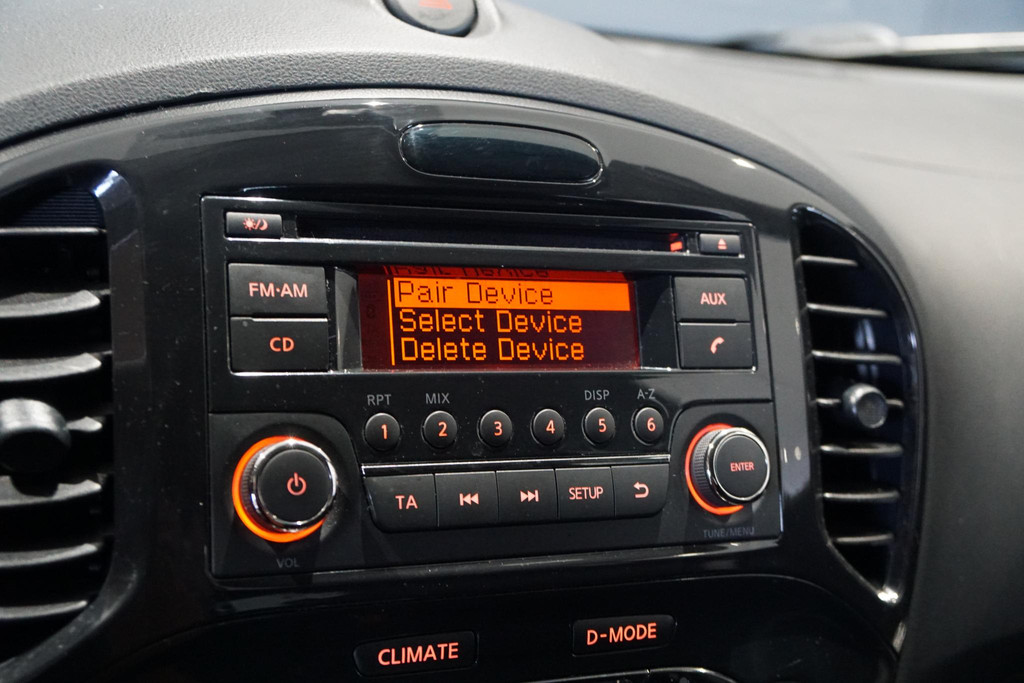 FM·AM
CD
Pair Device
Select Device
Delete Device
AUX
RPT MIX DISP A-Z
1 2 3 4 5 6
TA SETUP
ENTER
VOL
TUNE/MENU
CLIMATE
D-MODE